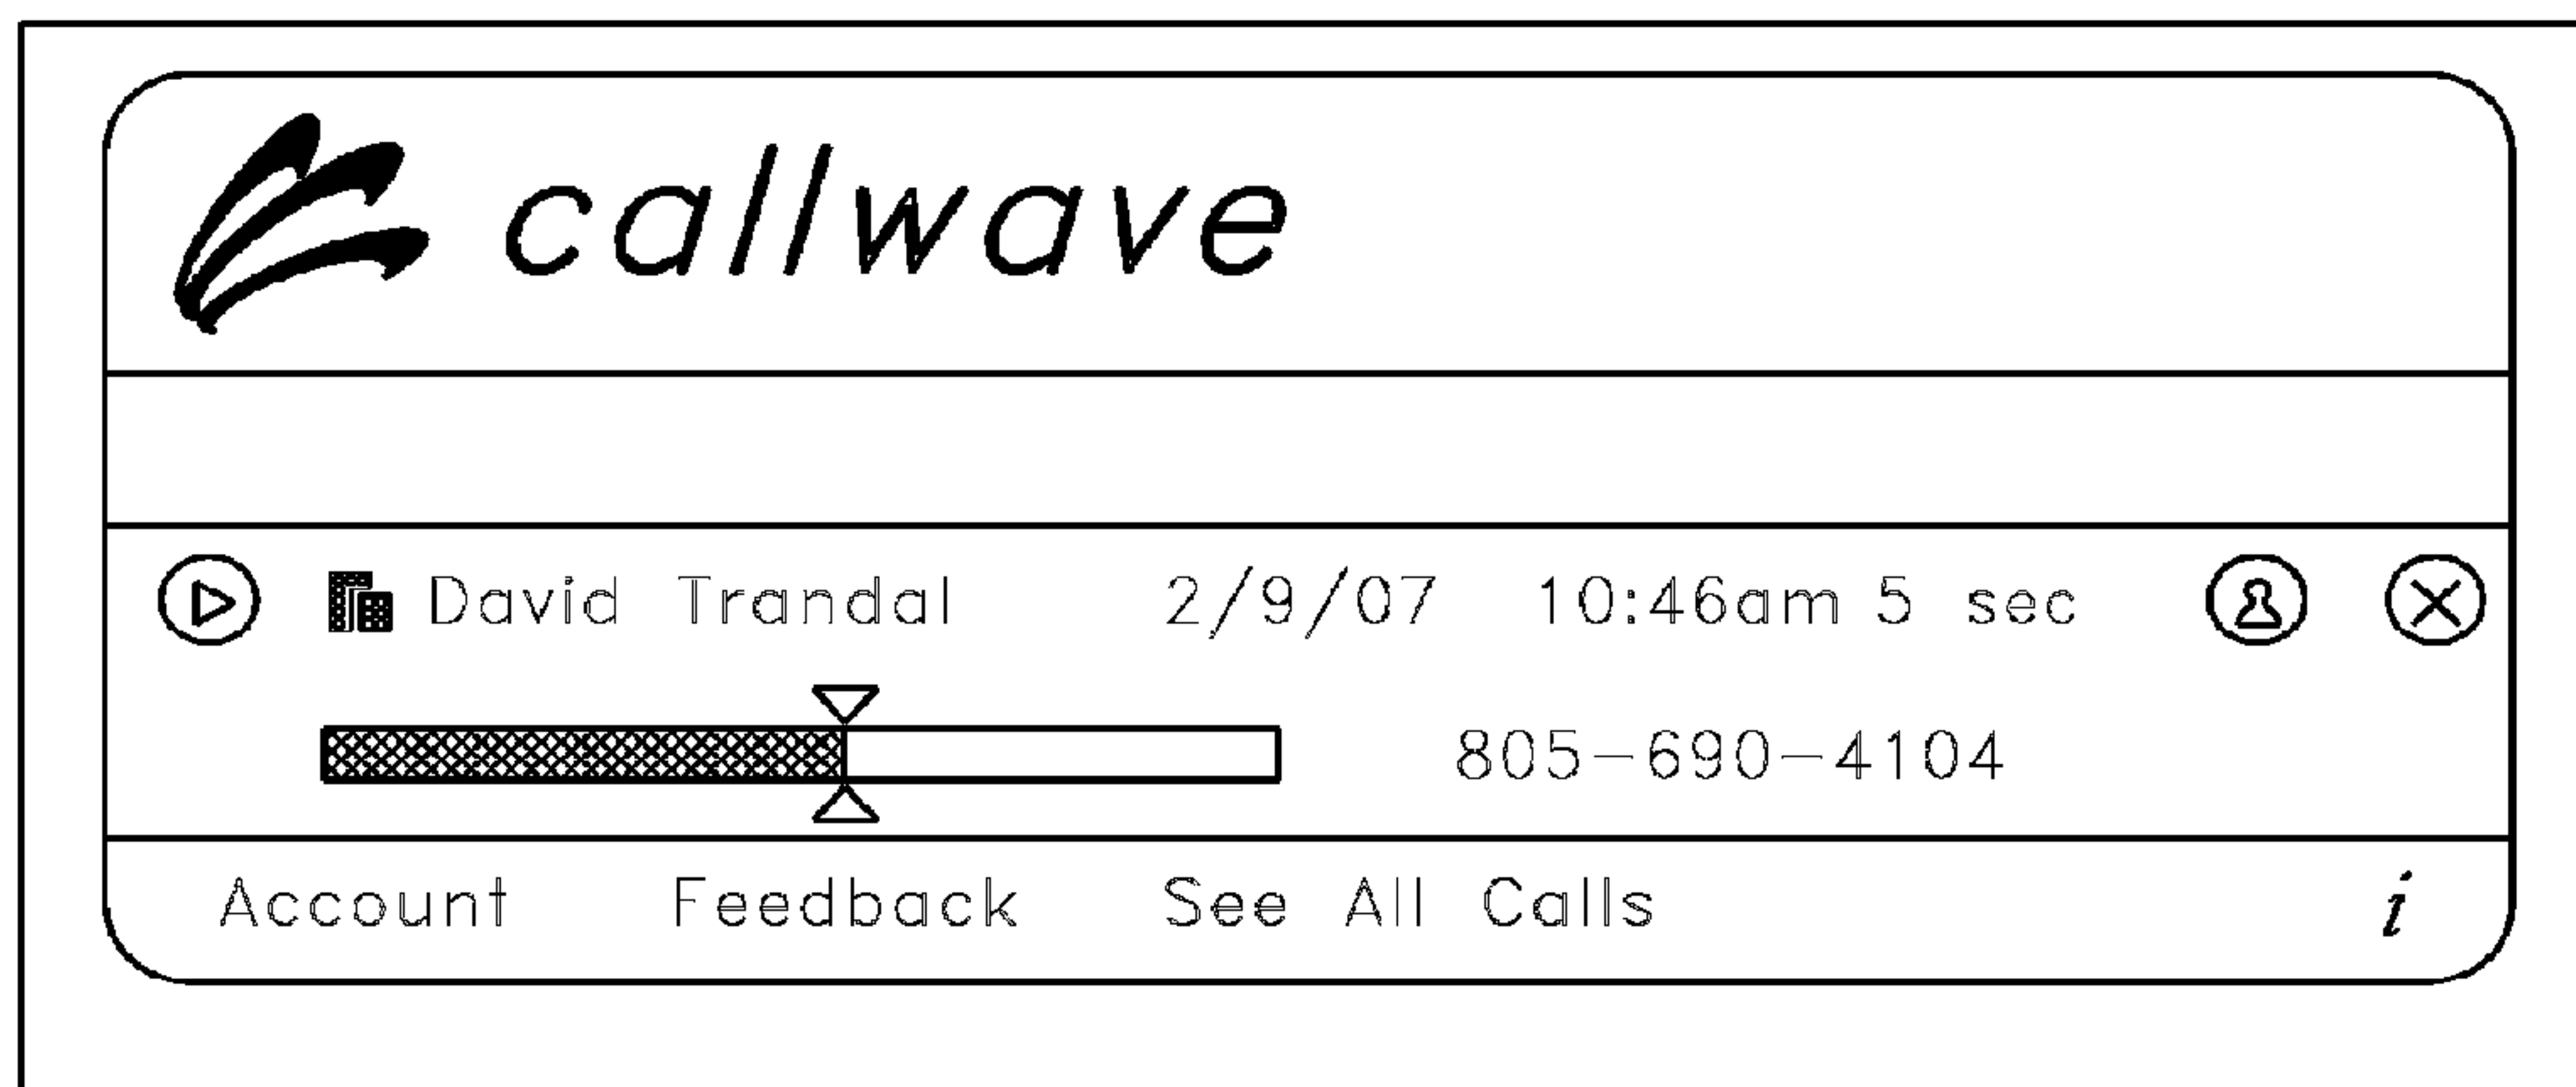 callwave
David Trandal 2/9/07 10:46am 5 sec
805-690-4104
Account Feedback See All Calls i